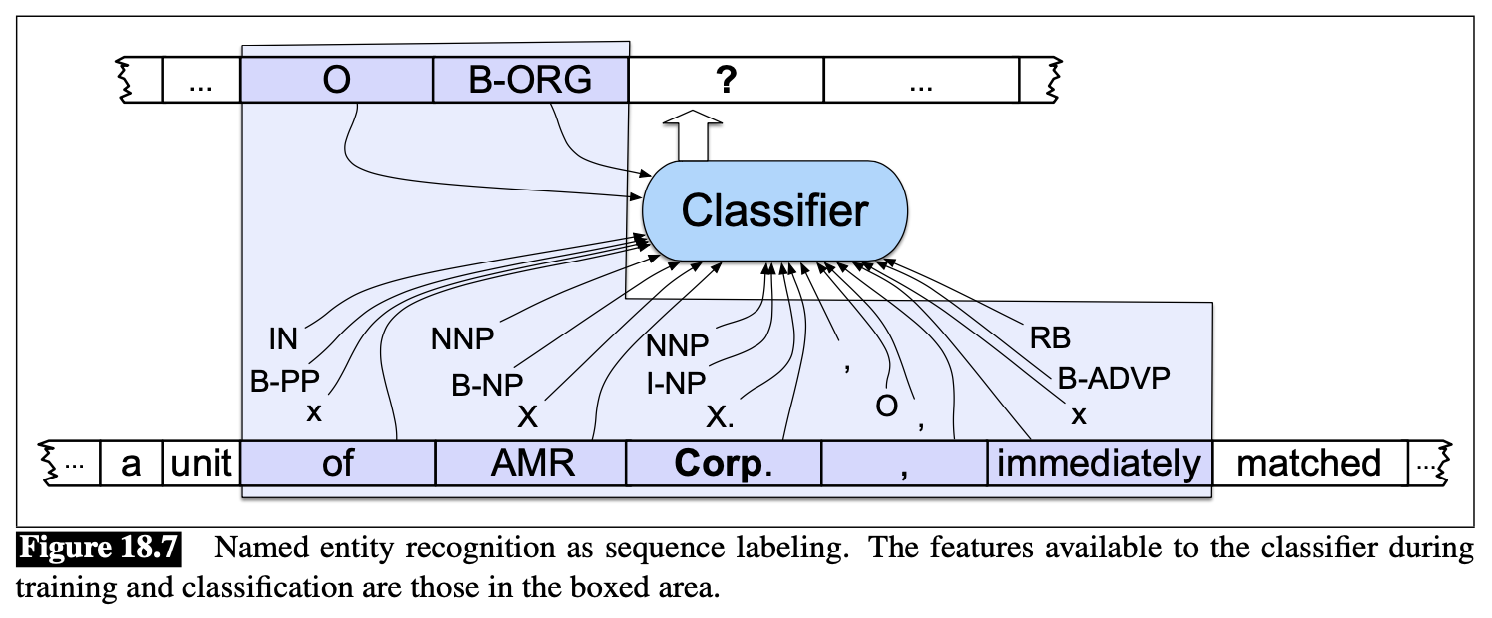 ... O B-ORG ? ...
Classifier
IN NNP NNP , RB
B-PP B-NP I-NP O B-ADVP
x X X. , x
... a unit of AMR Corp. , immediately matched ...
Figure 18.7 Named entity recognition as sequence labeling. The features available to the classifier during
training and classification are those in the boxed area.